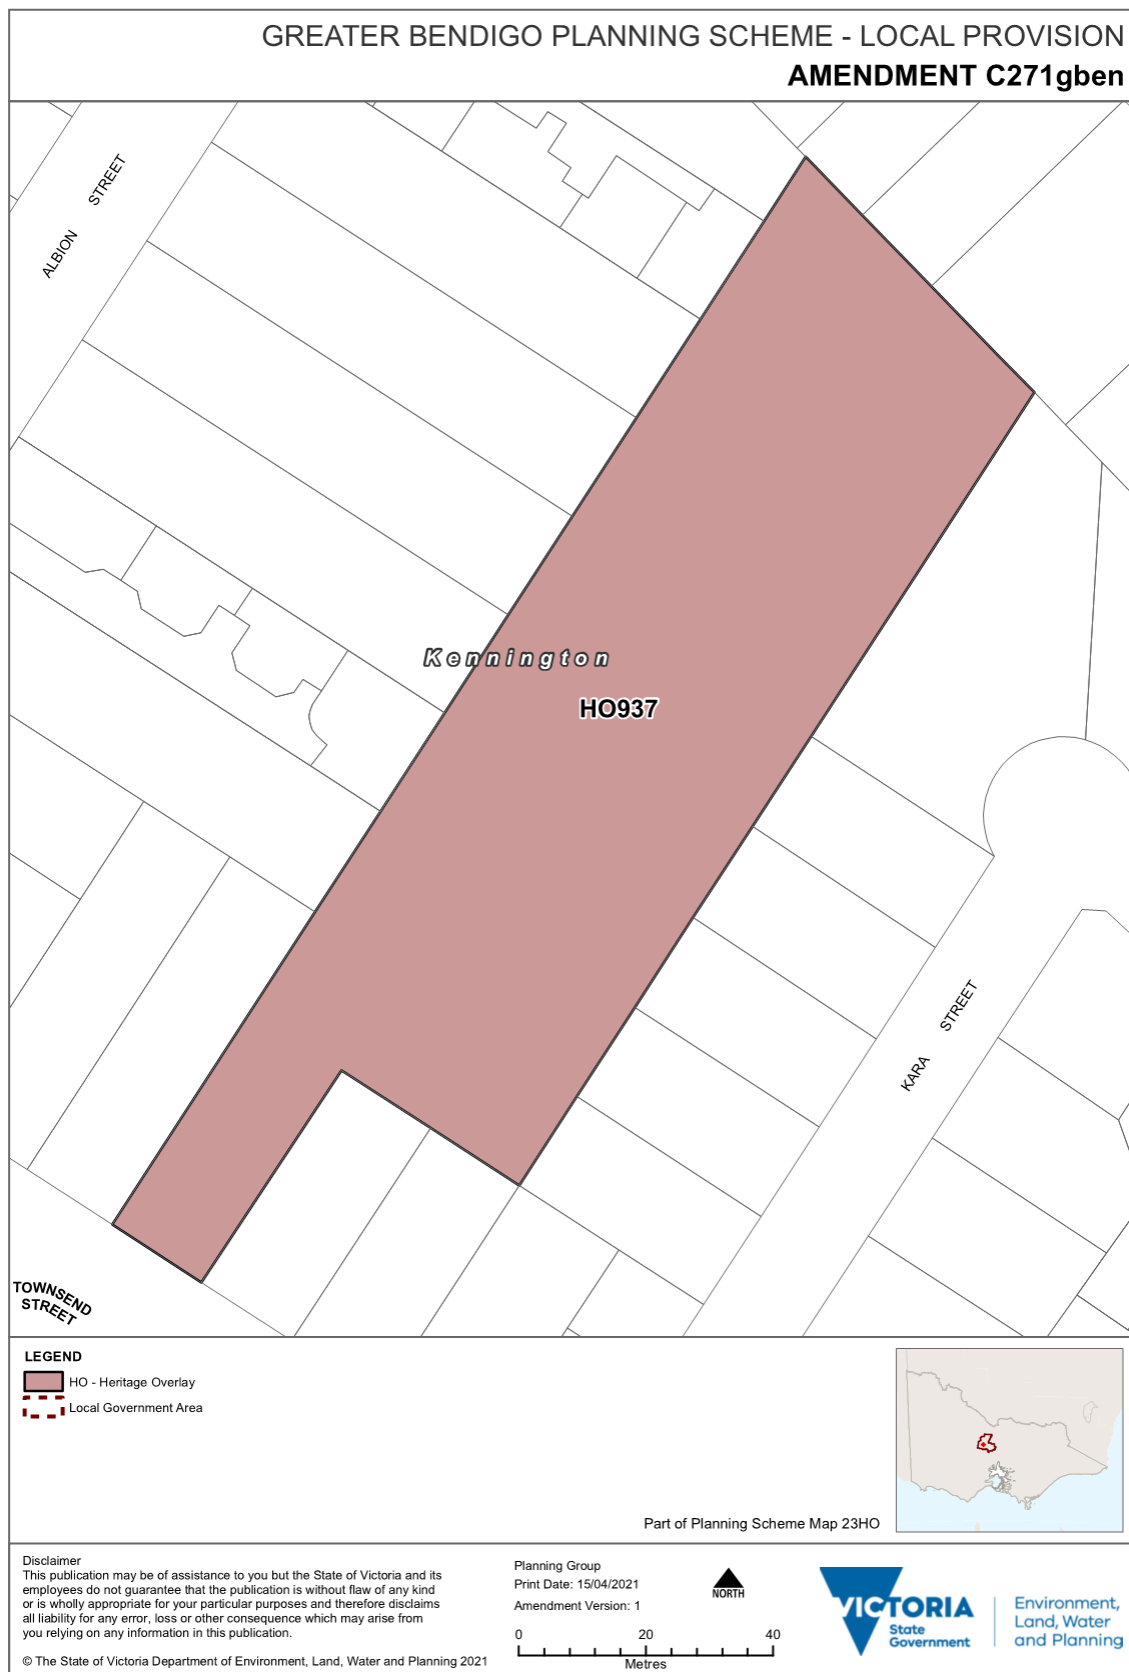 GREATER BENDIGO PLANNING SCHEME - LOCAL PROVISION
AMENDMENT C271gben
ALBION STREET
Kennington
HO937
KARA STREET
TOWNSEND
STREET
LEGEND
HO - Heritage Overlay
Local Government Area
Part of Planning Scheme Map 23HO
Disclaimer
This publication may be of assistance to you but the State of Victoria and its
employees do not guarantee that the publication is without flaw of any kind
or is wholly appropriate for your particular purposes and therefore disclaims
all liability for any error, loss or other consequence which may arise from
you relying on any information in this publication.
© The State of Victoria Department of Environment, Land, Water and Planning 2021
Planning Group
Print Date: 15/04/2021
Amendment Version: 1
NORTH
0 20 40
Metres
VICTORIA
State
Government
Environment,
Land, Water
and Planning